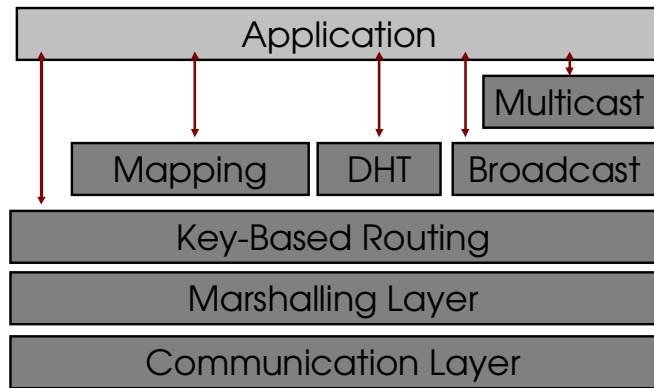 Application
Multicast
Mapping
DHT
Broadcast
Key-Based Routing
Marshalling Layer
Communication Layer